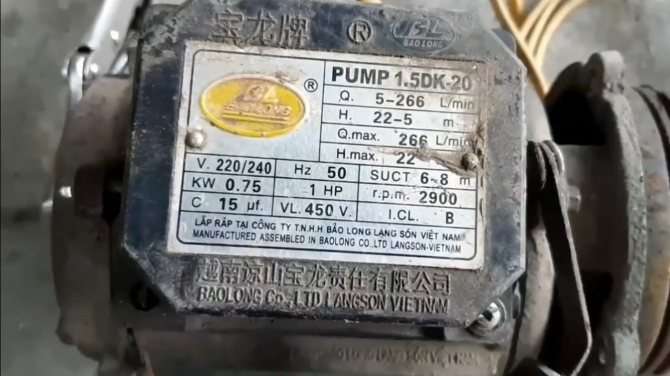 宝龙牌 ®
BL
BAOLONG
BL
BAOLONG
®
PUMP 1.5DK-20
Q. 5-266 L/min
H. 22-5 m
Q.max. 266 L/min
H.max. 22
V. 220/240 Hz 50 SUCT 6-8 m
KW 0.75 1 HP r.p.m. 2900
C 15 µf. VL. 450 V. I.CL. B
LẮP RÁP TẠI CÔNG TY T.N.H.H BẢO LONG LẠNG SƠN VIỆT NAM
MANUFACTURED ASSEMBLED IN BAOLONG CO.,LTD LANGSON-VIETNAM
越南谅山宝龙责任有限公司
BAOLONG Co.,LTD LANGSON VIETNAM